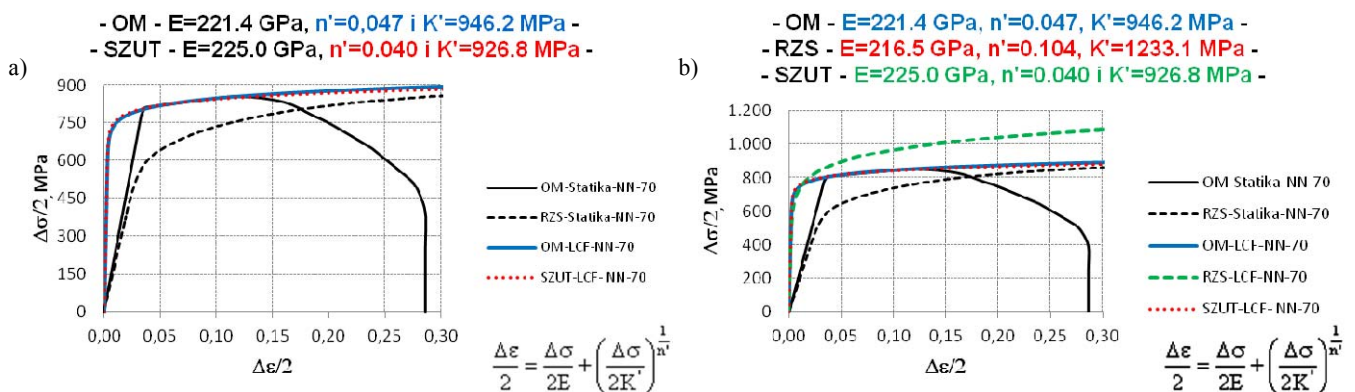 - OM - E=221.4 GPa, n'=0,047 i K'=946.2 MPa -
- SZUT - E=225.0 GPa, n'=0.040 i K'=926.8 MPa -
a)
900
750
600
450
300
150
0
Δσ/2, MPa
0,00 0,05 0,10 0,15 0,20 0,25 0,30
Δε/2
OM-Statika-NN-70
RZS-Statika-NN-70
OM-LCF-NN-70
SZUT-LCF- NN-70
Δε/2 = Δσ/2E + (Δσ/2K')^(1/n')
- OM - E=221.4 GPa, n'=0.047, K'=946.2 MPa -
- RZS - E=216.5 GPa, n'=0.104, K'=1233.1 MPa -
- SZUT - E=225.0 GPa, n'=0.040 i K'=926.8 MPa -
b)
1.200
1.000
800
600
400
200
0
Δσ/2, MPa
0,00 0,05 0,10 0,15 0,20 0,25 0,30
Δε/2
OM-Statika-NN-70
RZS-Statika-NN-70
OM-LCF-NN-70
RZS-LCF-NN-70
SZUT-LCF- NN-70
Δε/2 = Δσ/2E + (Δσ/2K')^(1/n')